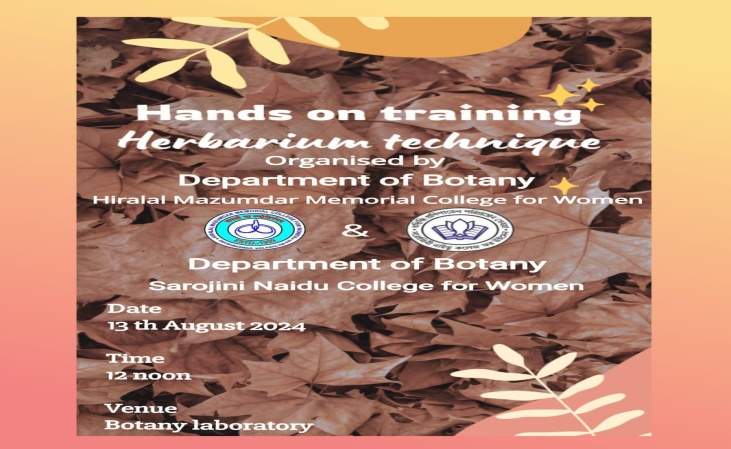 Hands on training
Herbarium technique
Organised by
Department of Botany
Hiralal Mazumdar Memorial College for Women
&
Department of Botany
Sarojini Naidu College for Women
Date
13 th August 2024
Time
12 noon
Venue
Botany laboratory